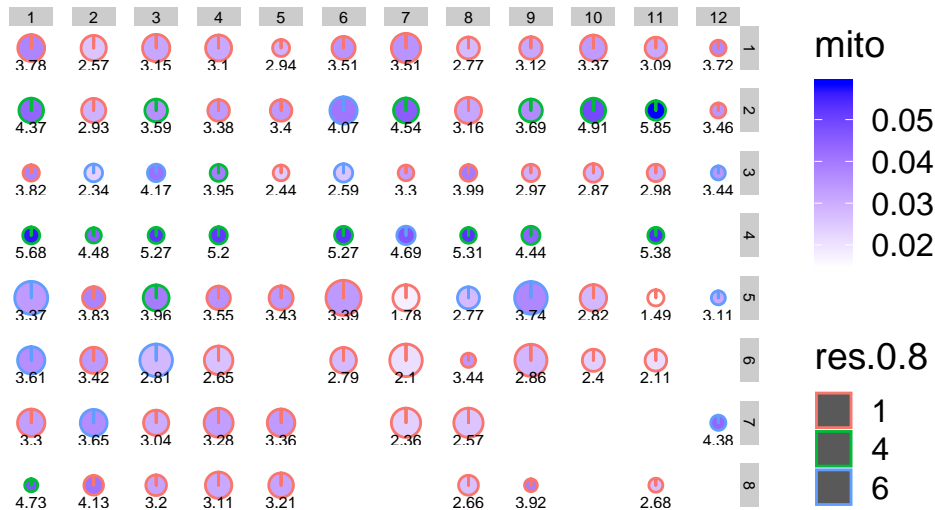 1 2 3 4 5 6 7 8 9 10 11 12
3.78 2.57 3.15 3.1 2.94 3.51 3.51 2.77 3.12 3.37 3.09 3.72 1
4.37 2.93 3.59 3.38 3.4 4.07 4.54 3.16 3.69 4.91 5.85 3.46 2
3.82 2.34 4.17 3.95 2.44 2.59 3.3 3.99 2.97 2.87 2.98 3.44 3
5.68 4.48 5.27 5.2 5.27 4.69 5.31 4.44 5.38 4
3.37 3.83 3.96 3.55 3.43 3.39 1.78 2.77 3.74 2.82 1.49 3.11 5
3.61 3.42 2.81 2.65 2.79 2.1 3.44 2.86 2.4 2.11 6
3.3 3.65 3.04 3.28 3.36 2.36 2.57 4.38 7
4.73 4.13 3.2 3.11 3.21 2.66 3.92 2.68 8
mito
0.05
0.04
0.03
0.02
res.0.8
1
4
6